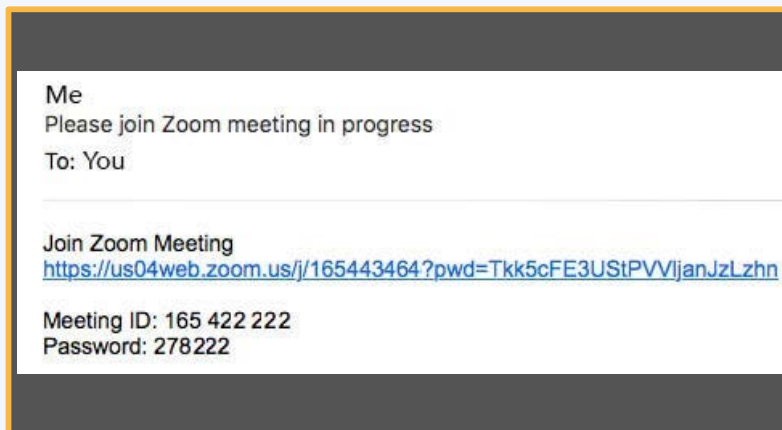 Me
Please join Zoom meeting in progress
To: You
Join Zoom Meeting
https://us04web.zoom.us/j/165443464?pwd=Tkk5cFE3UStPVVljanJzLzhn
Meeting ID: 165 422 222
Password: 278222